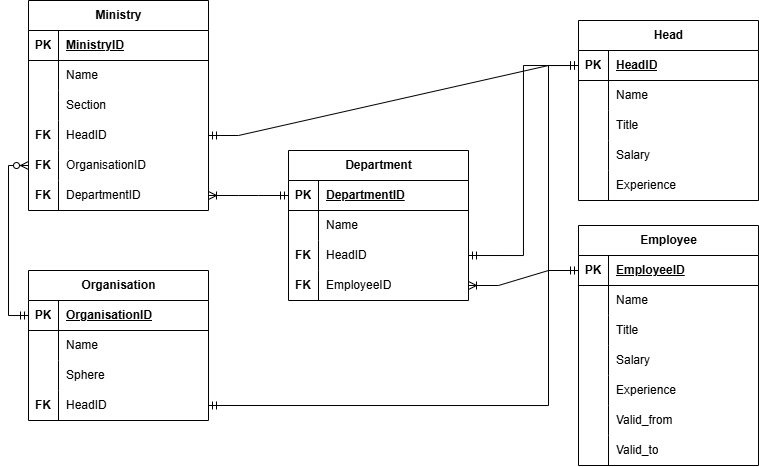 Ministry
PK MinistryID
Name
Section
FK HeadID
FK OrganisationID
FK DepartmentID
Organisation
PK OrganisationID
Name
Sphere
FK HeadID
Department
PK DepartmentID
Name
FK HeadID
FK EmployeeID
Head
PK HeadID
Name
Title
Salary
Experience
Employee
PK EmployeeID
Name
Title
Salary
Experience
Valid_from
Valid_to